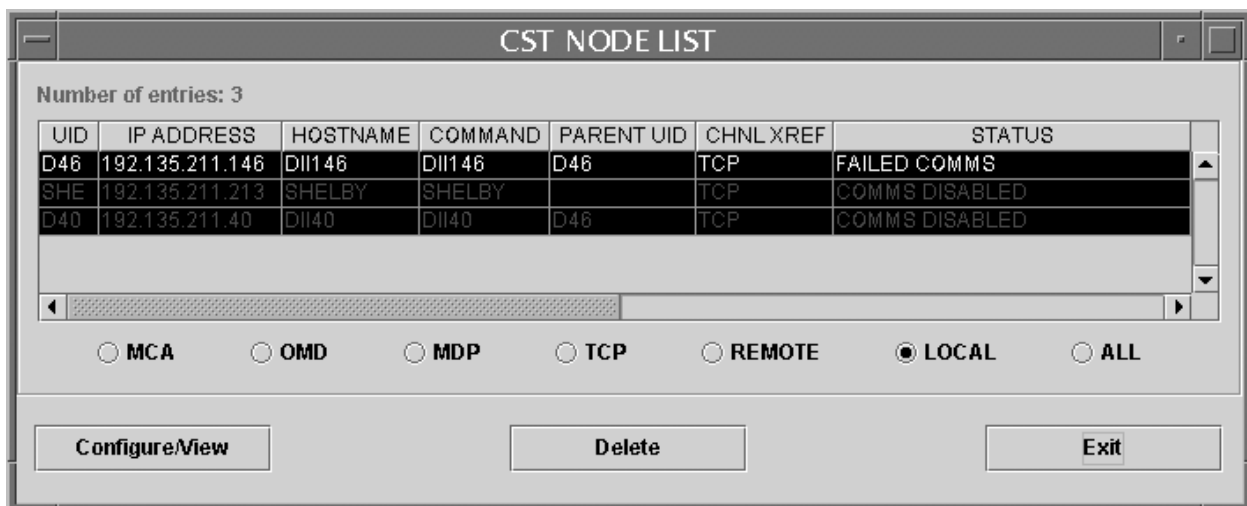 CST NODE LIST
Number of entries: 3
UID IP ADDRESS HOSTNAME COMMAND PARENT UID CHNL XREF STATUS
D46 192.135.211.146 DII146 DII146 D46 TCP FAILED COMMS
SHE 192.135.211.213 SHELBY SHELBY TCP COMMS DISABLED
D40 192.135.211.40 DII40 DII40 D46 TCP COMMS DISABLED
MCA OMD MDP TCP REMOTE LOCAL ALL
Configure/View Delete Exit